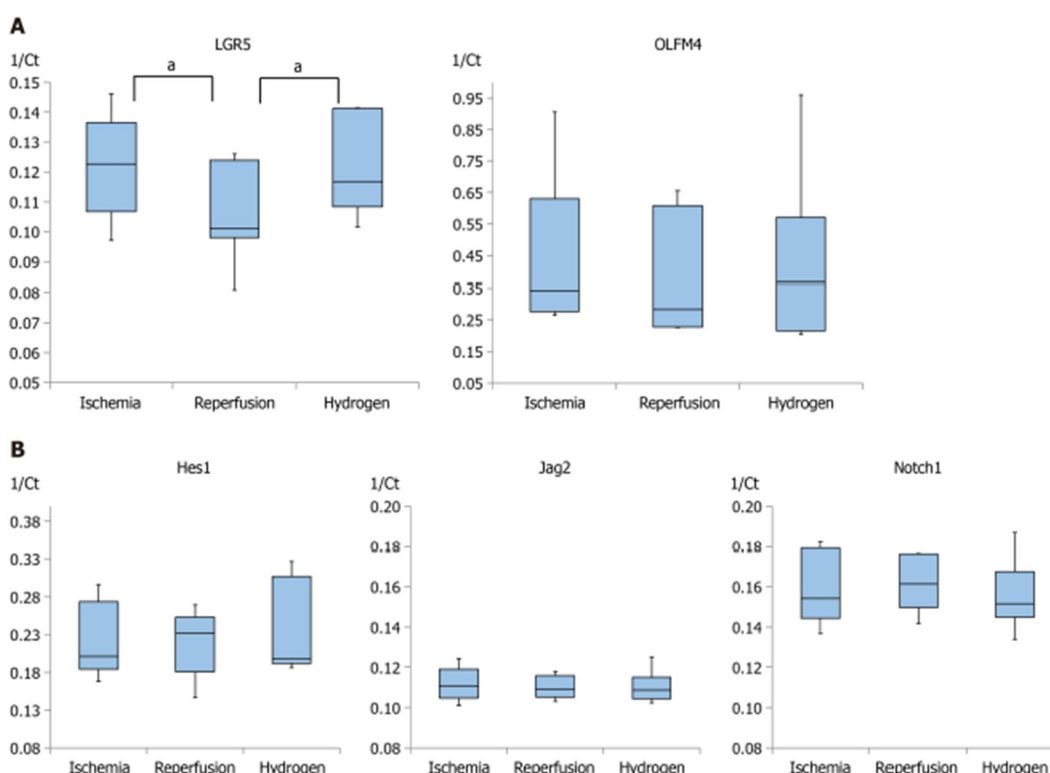 A
LGR5
OLFM4
1/Ct
1/Ct
a
a
0.15
0.14
0.13
0.12
0.11
0.10
0.09
0.08
0.07
0.06
0.05
0.95
0.85
0.75
0.65
0.55
0.45
0.35
0.25
0.15
0.05
Ischemia Reperfusion Hydrogen
Ischemia Reperfusion Hydrogen
B
Hes1
Jag2
Notch1
1/Ct
1/Ct
1/Ct
0.38
0.33
0.28
0.23
0.18
0.13
0.08
0.20
0.18
0.16
0.14
0.12
0.10
0.08
0.20
0.18
0.16
0.14
0.12
0.10
0.08
Ischemia Reperfusion Hydrogen
Ischemia Reperfusion Hydrogen
Ischemia Reperfusion Hydrogen